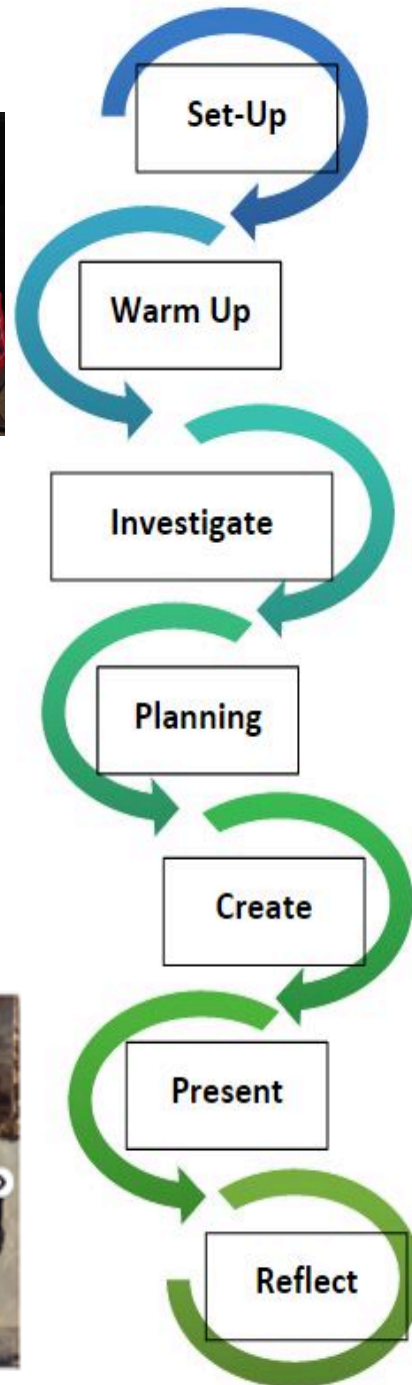 Set-Up
Warm Up
Investigate
Planning
Create
Present
Reflect